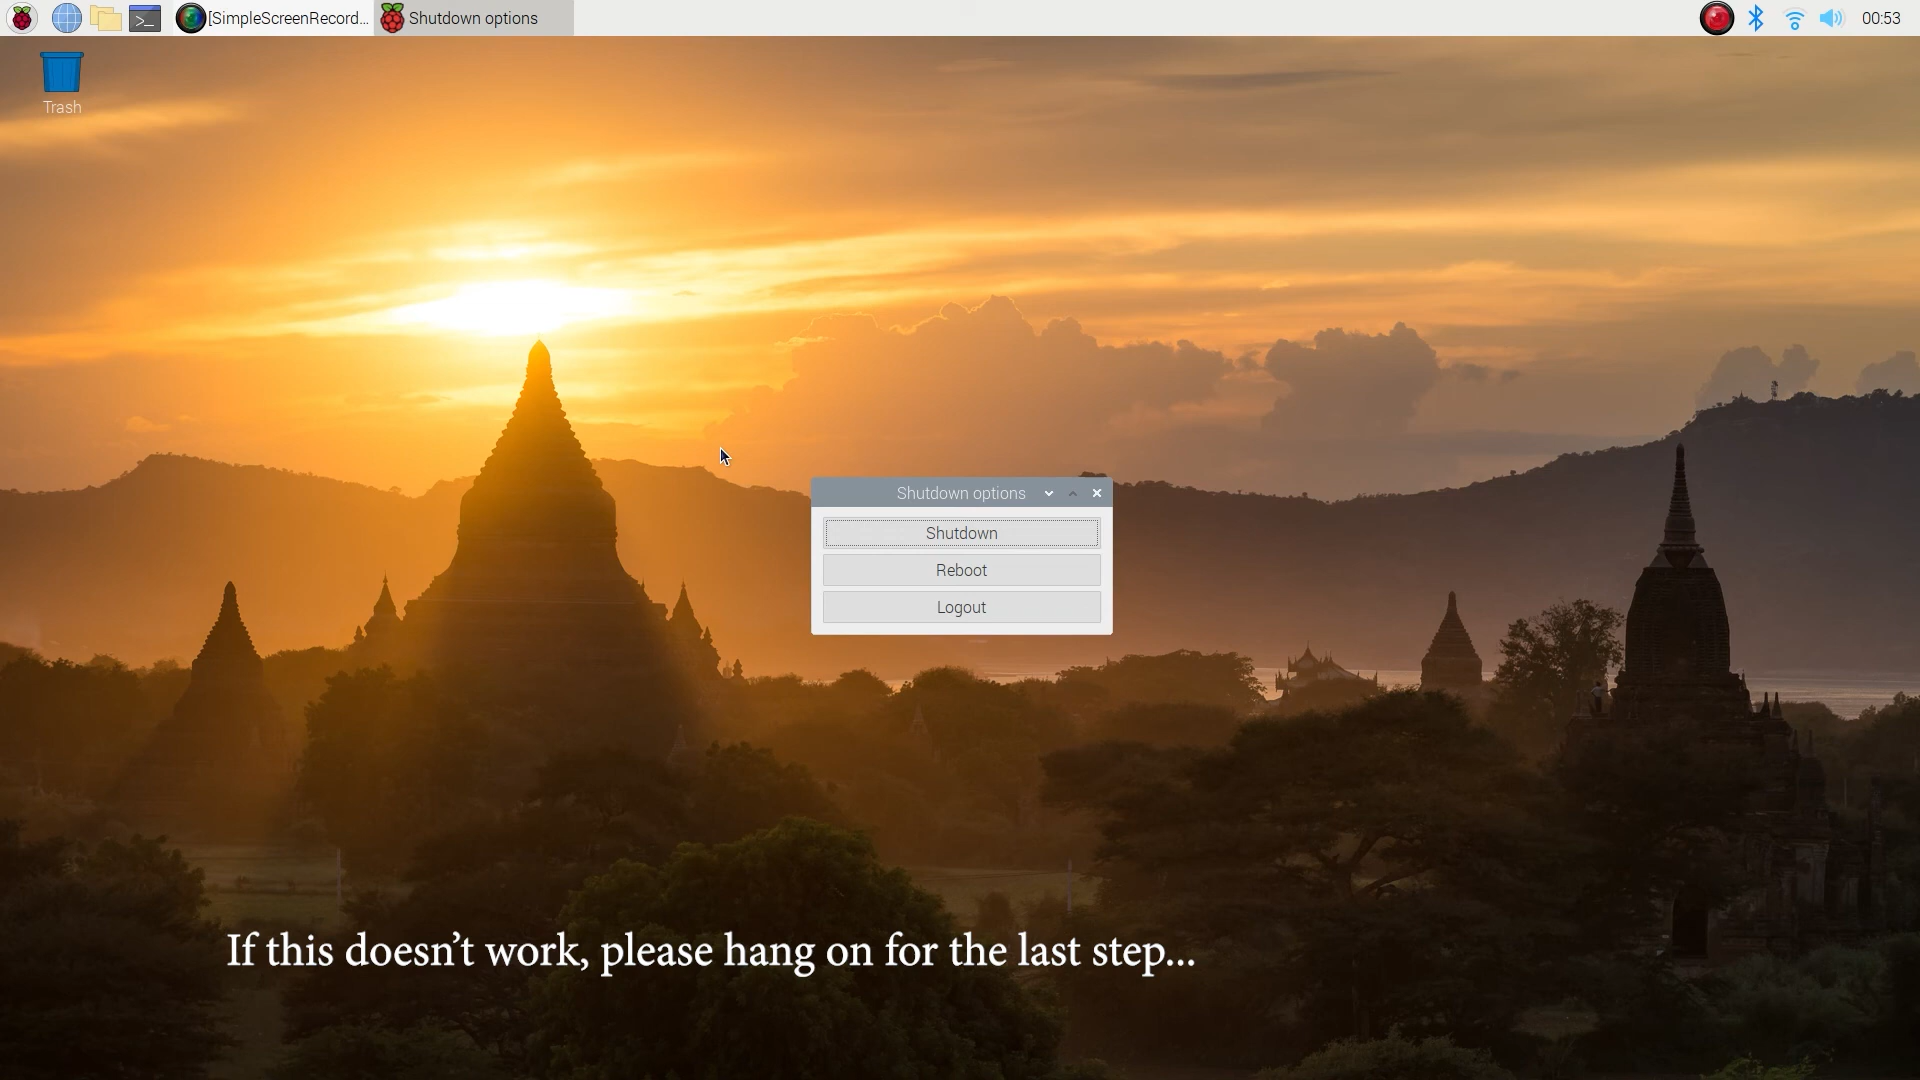 [SimpleScreenRecord...
Shutdown options
00:53
Trash
Shutdown options
Shutdown
Reboot
Logout
If this doesn’t work, please hang on for the last step...